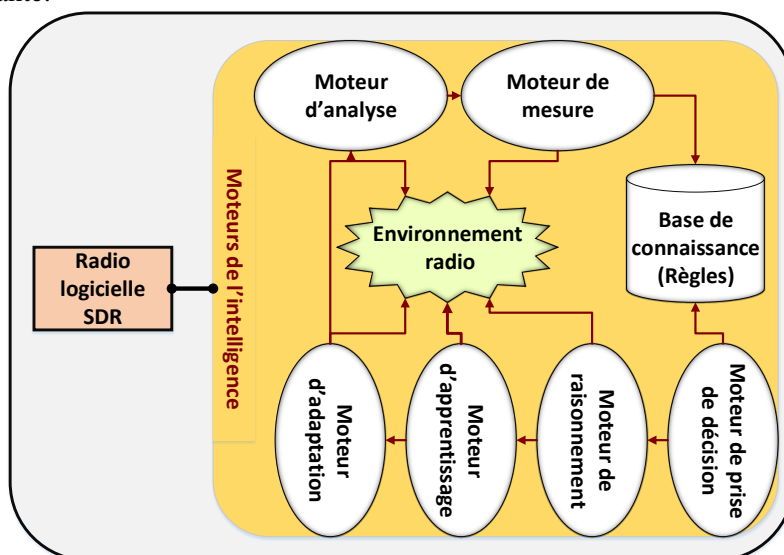 Moteur
d'analyse
Moteur de
mesure
Moteurs de l'intelligence
Environnement
radio
Base de
connaissance
(Règles)
Radio
logicielle
SDR
Moteur
d'adaptation
Moteur
d'apprentissage
Moteur de
raisonnement
Moteur de prise
de décision